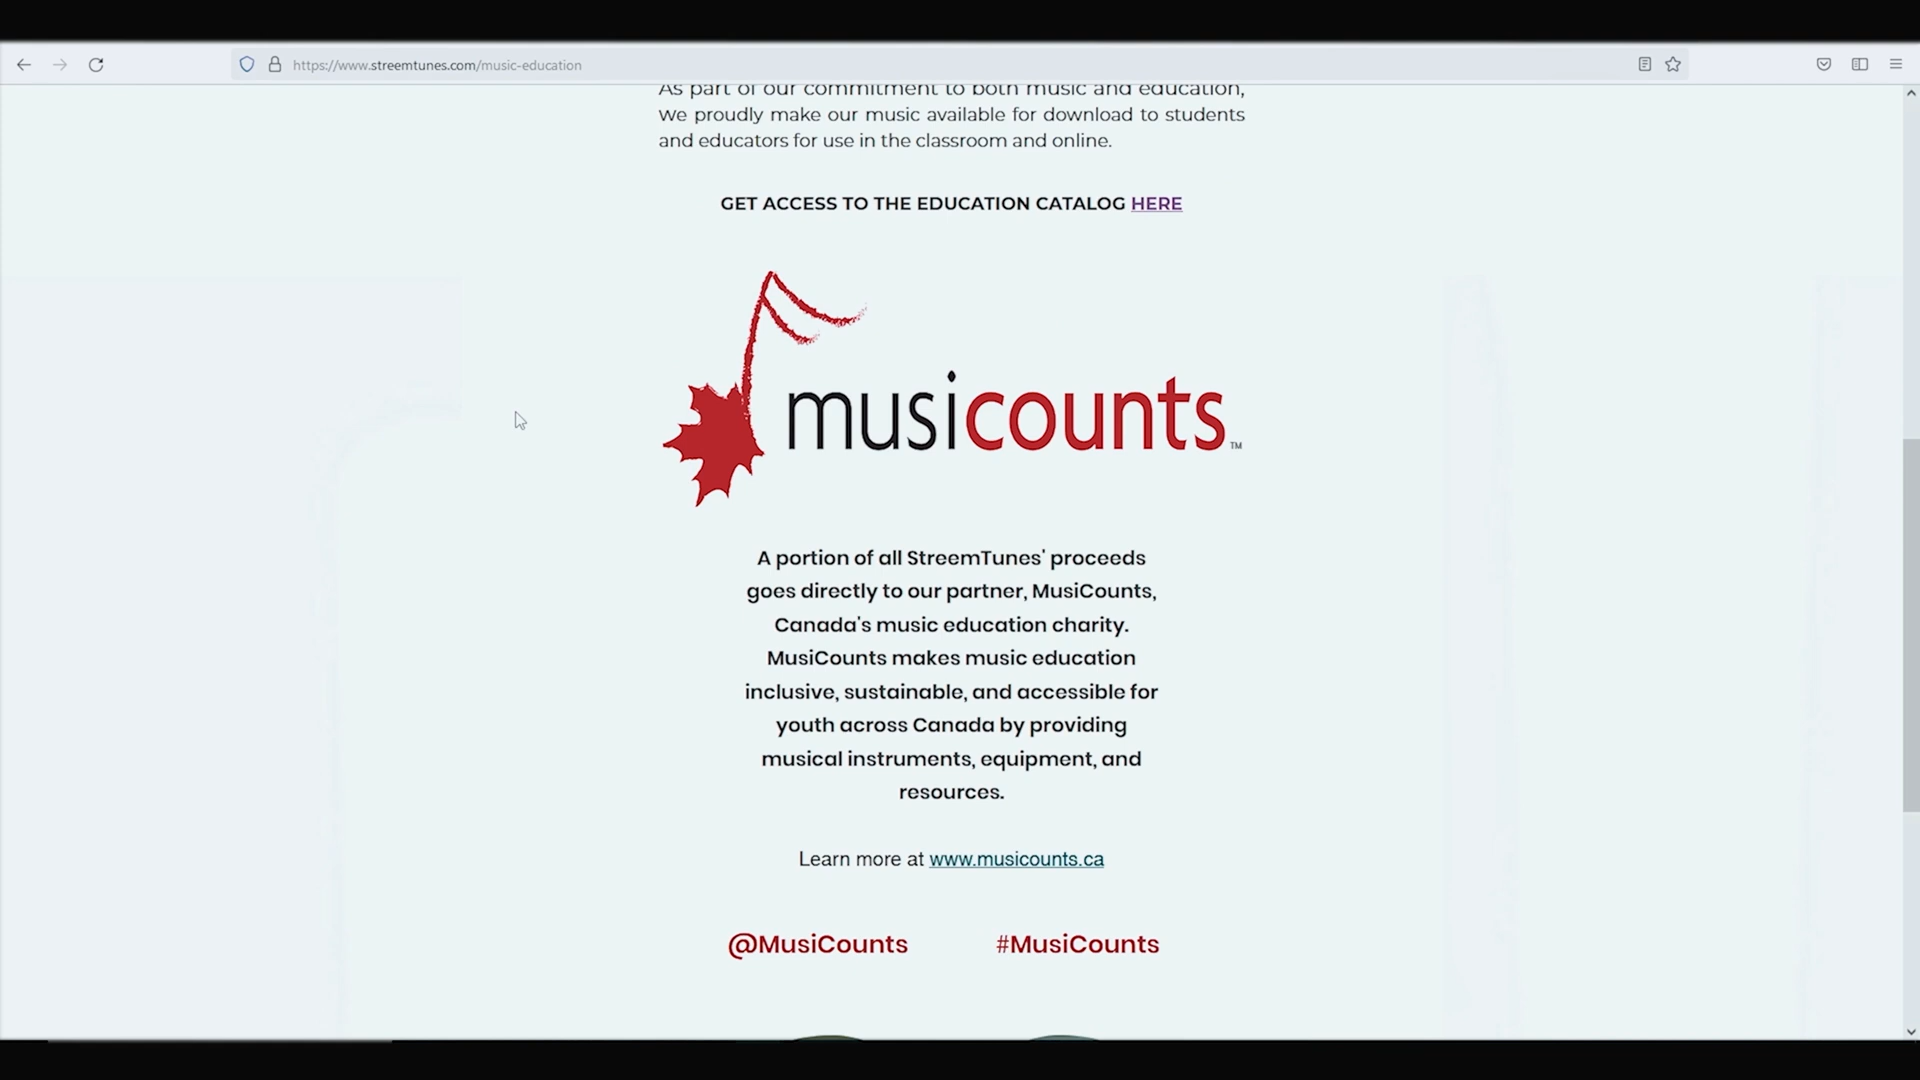 https://www.streemtunes.com/music-education
As part of our commitment to both music and education,
we proudly make our music available for download to students
and educators for use in the classroom and online.
GET ACCESS TO THE EDUCATION CATALOG HERE
musicounts™
A portion of all StreemTunes' proceeds
goes directly to our partner, MusiCounts,
Canada's music education charity.
MusiCounts makes music education
inclusive, sustainable, and accessible for
youth across Canada by providing
musical instruments, equipment, and
resources.
Learn more at www.musicounts.ca
@MusiCounts #MusiCounts